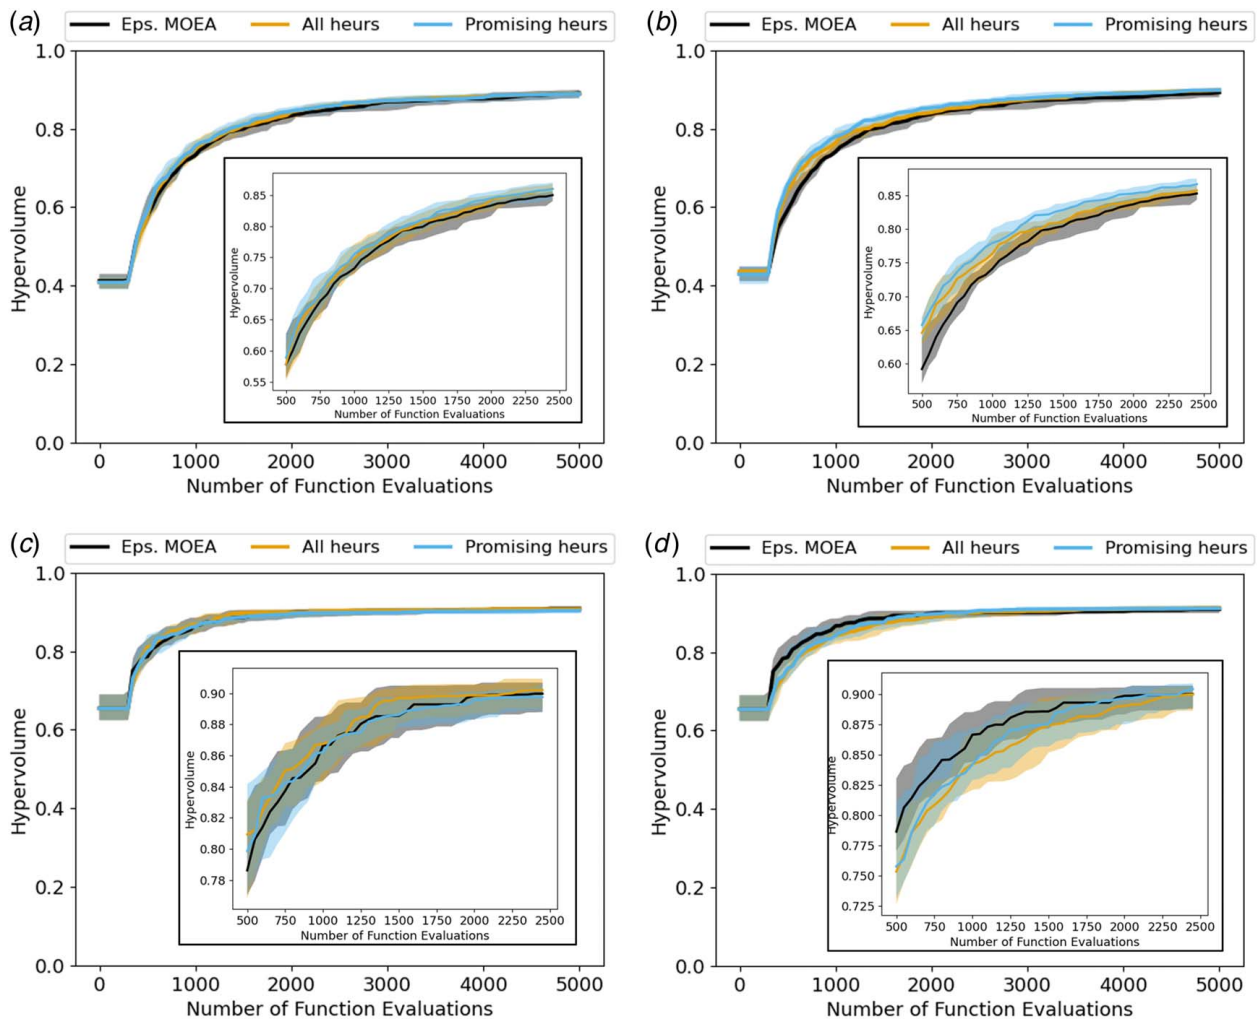 (a) Eps. MOEA All heurs Promising heurs
1.0
0.8
0.6
0.4
0.2
0.0
Hypervolume
0.85
0.80
0.75
0.70
0.65
0.60
0.55
Hypervolume
500 750 1000 1250 1500 1750 2000 2250 2500
Number of Function Evaluations
0 1000 2000 3000 4000 5000
Number of Function Evaluations
(b) Eps. MOEA All heurs Promising heurs
1.0
0.8
0.6
0.4
0.2
0.0
Hypervolume
0.85
0.80
0.75
0.70
0.65
0.60
Hypervolume
500 750 1000 1250 1500 1750 2000 2250 2500
Number of Function Evaluations
0 1000 2000 3000 4000 5000
Number of Function Evaluations
(c) Eps. MOEA All heurs Promising heurs
1.0
0.8
0.6
0.4
0.2
0.0
Hypervolume
0.90
0.88
0.86
0.84
0.82
0.80
0.78
Hypervolume
500 750 1000 1250 1500 1750 2000 2250 2500
Number of Function Evaluations
0 1000 2000 3000 4000 5000
Number of Function Evaluations
(d) Eps. MOEA All heurs Promising heurs
1.0
0.8
0.6
0.4
0.2
0.0
Hypervolume
0.900
0.875
0.850
0.825
0.800
0.775
0.750
0.725
Hypervolume
500 750 1000 1250 1500 1750 2000 2250 2500
Number of Function Evaluations
0 1000 2000 3000 4000 5000
Number of Function Evaluations